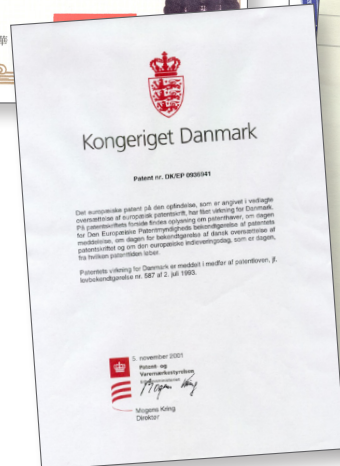 Kongeriget Danmark
Patent nr. DK/EP 0936941
Det europæiske patent på den opfindelse, som er angivet i vedlagte
oversættelse af europæisk patentskrift, har fået virkning for Danmark.
På patentskriftets forside findes oplysning om patenthaver, om dagen
for Den Europæiske Patentmyndigheds bekendtgørelse af patentets
meddelelse, om dagen for bekendtgørelse af dansk oversættelse af
patentskriftet og om den europæiske indleveringsdag, som er dagen,
fra hvilken patenttiden løber.
Patentets virkning for Danmark er meddelt i medfør af patentloven, jf.
lovbekendtgørelse nr. 587 af 2. juli 1993.
5. november 2001
Patent- og
Varemærkestyrelsen
Mogens Kring
Mogens Kring
Direktør